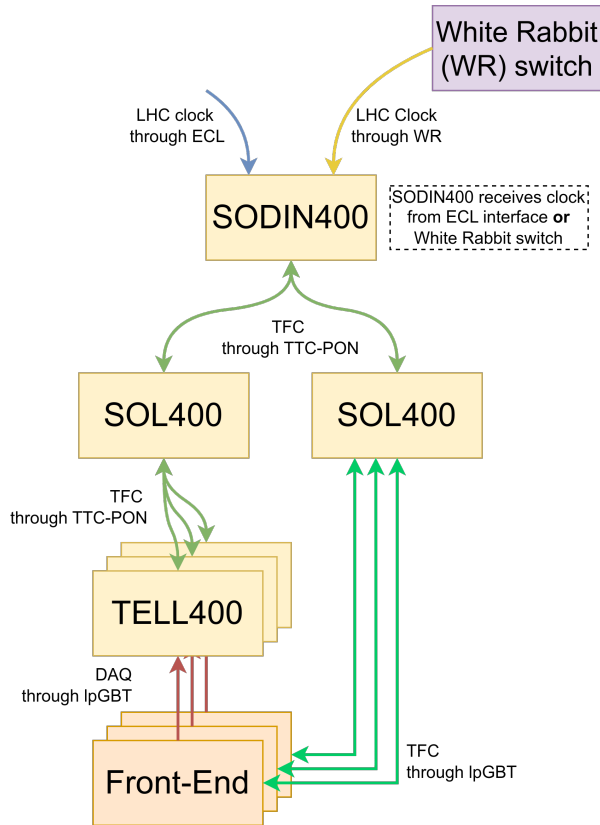 White Rabbit
(WR) switch
LHC clock
through ECL
LHC Clock
through WR
SODIN400
SODIN400 receives clock
from ECL interface or
White Rabbit switch
TFC
through TTC-PON
SOL400
SOL400
TFC
through TTC-PON
TELL400
DAQ
through lpGBT
Front-End
TFC
through lpGBT